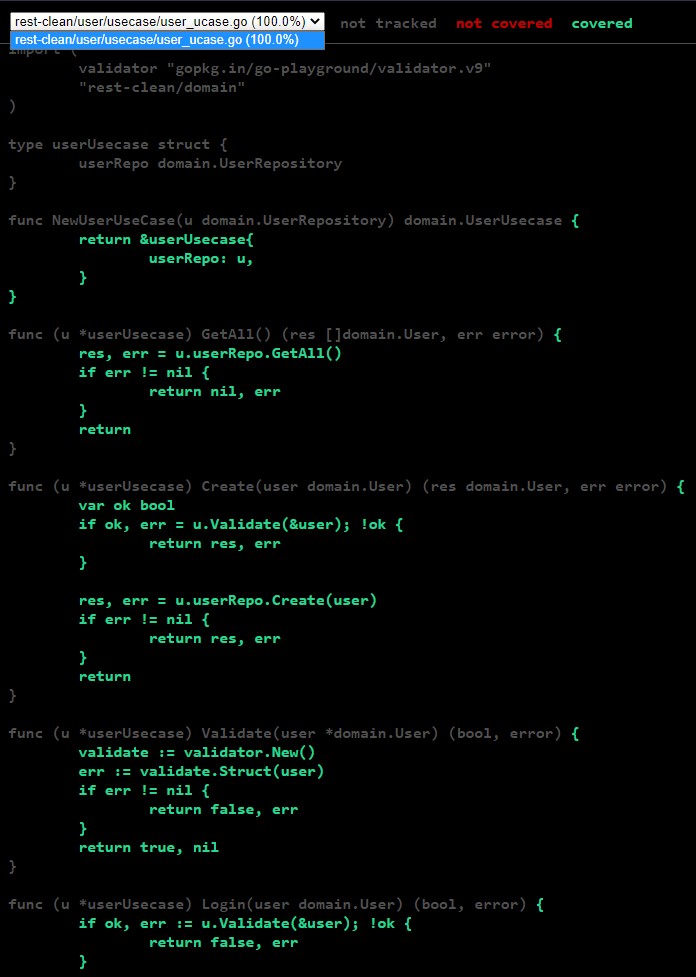 rest-clean/user/usecase/user_ucase.go (100.0%) not tracked not covered covered
rest-clean/user/usecase/user_ucase.go (100.0%)
import (
        validator "gopkg.in/go-playground/validator.v9"
        "rest-clean/domain"
)
type userUsecase struct {
        userRepo domain.UserRepository
}
func NewUserUseCase(u domain.UserRepository) domain.UserUsecase {
        return &userUsecase{
                userRepo: u,
        }
}
func (u *userUsecase) GetAll() (res []domain.User, err error) {
        res, err = u.userRepo.GetAll()
        if err != nil {
                return nil, err
        }
        return
}
func (u *userUsecase) Create(user domain.User) (res domain.User, err error) {
        var ok bool
        if ok, err = u.Validate(&user); !ok {
                return res, err
        }
        res, err = u.userRepo.Create(user)
        if err != nil {
                return res, err
        }
        return
}
func (u *userUsecase) Validate(user *domain.User) (bool, error) {
        validate := validator.New()
        err := validate.Struct(user)
        if err != nil {
                return false, err
        }
        return true, nil
}
func (u *userUsecase) Login(user domain.User) (bool, error) {
        if ok, err := u.Validate(&user); !ok {
                return false, err
        }